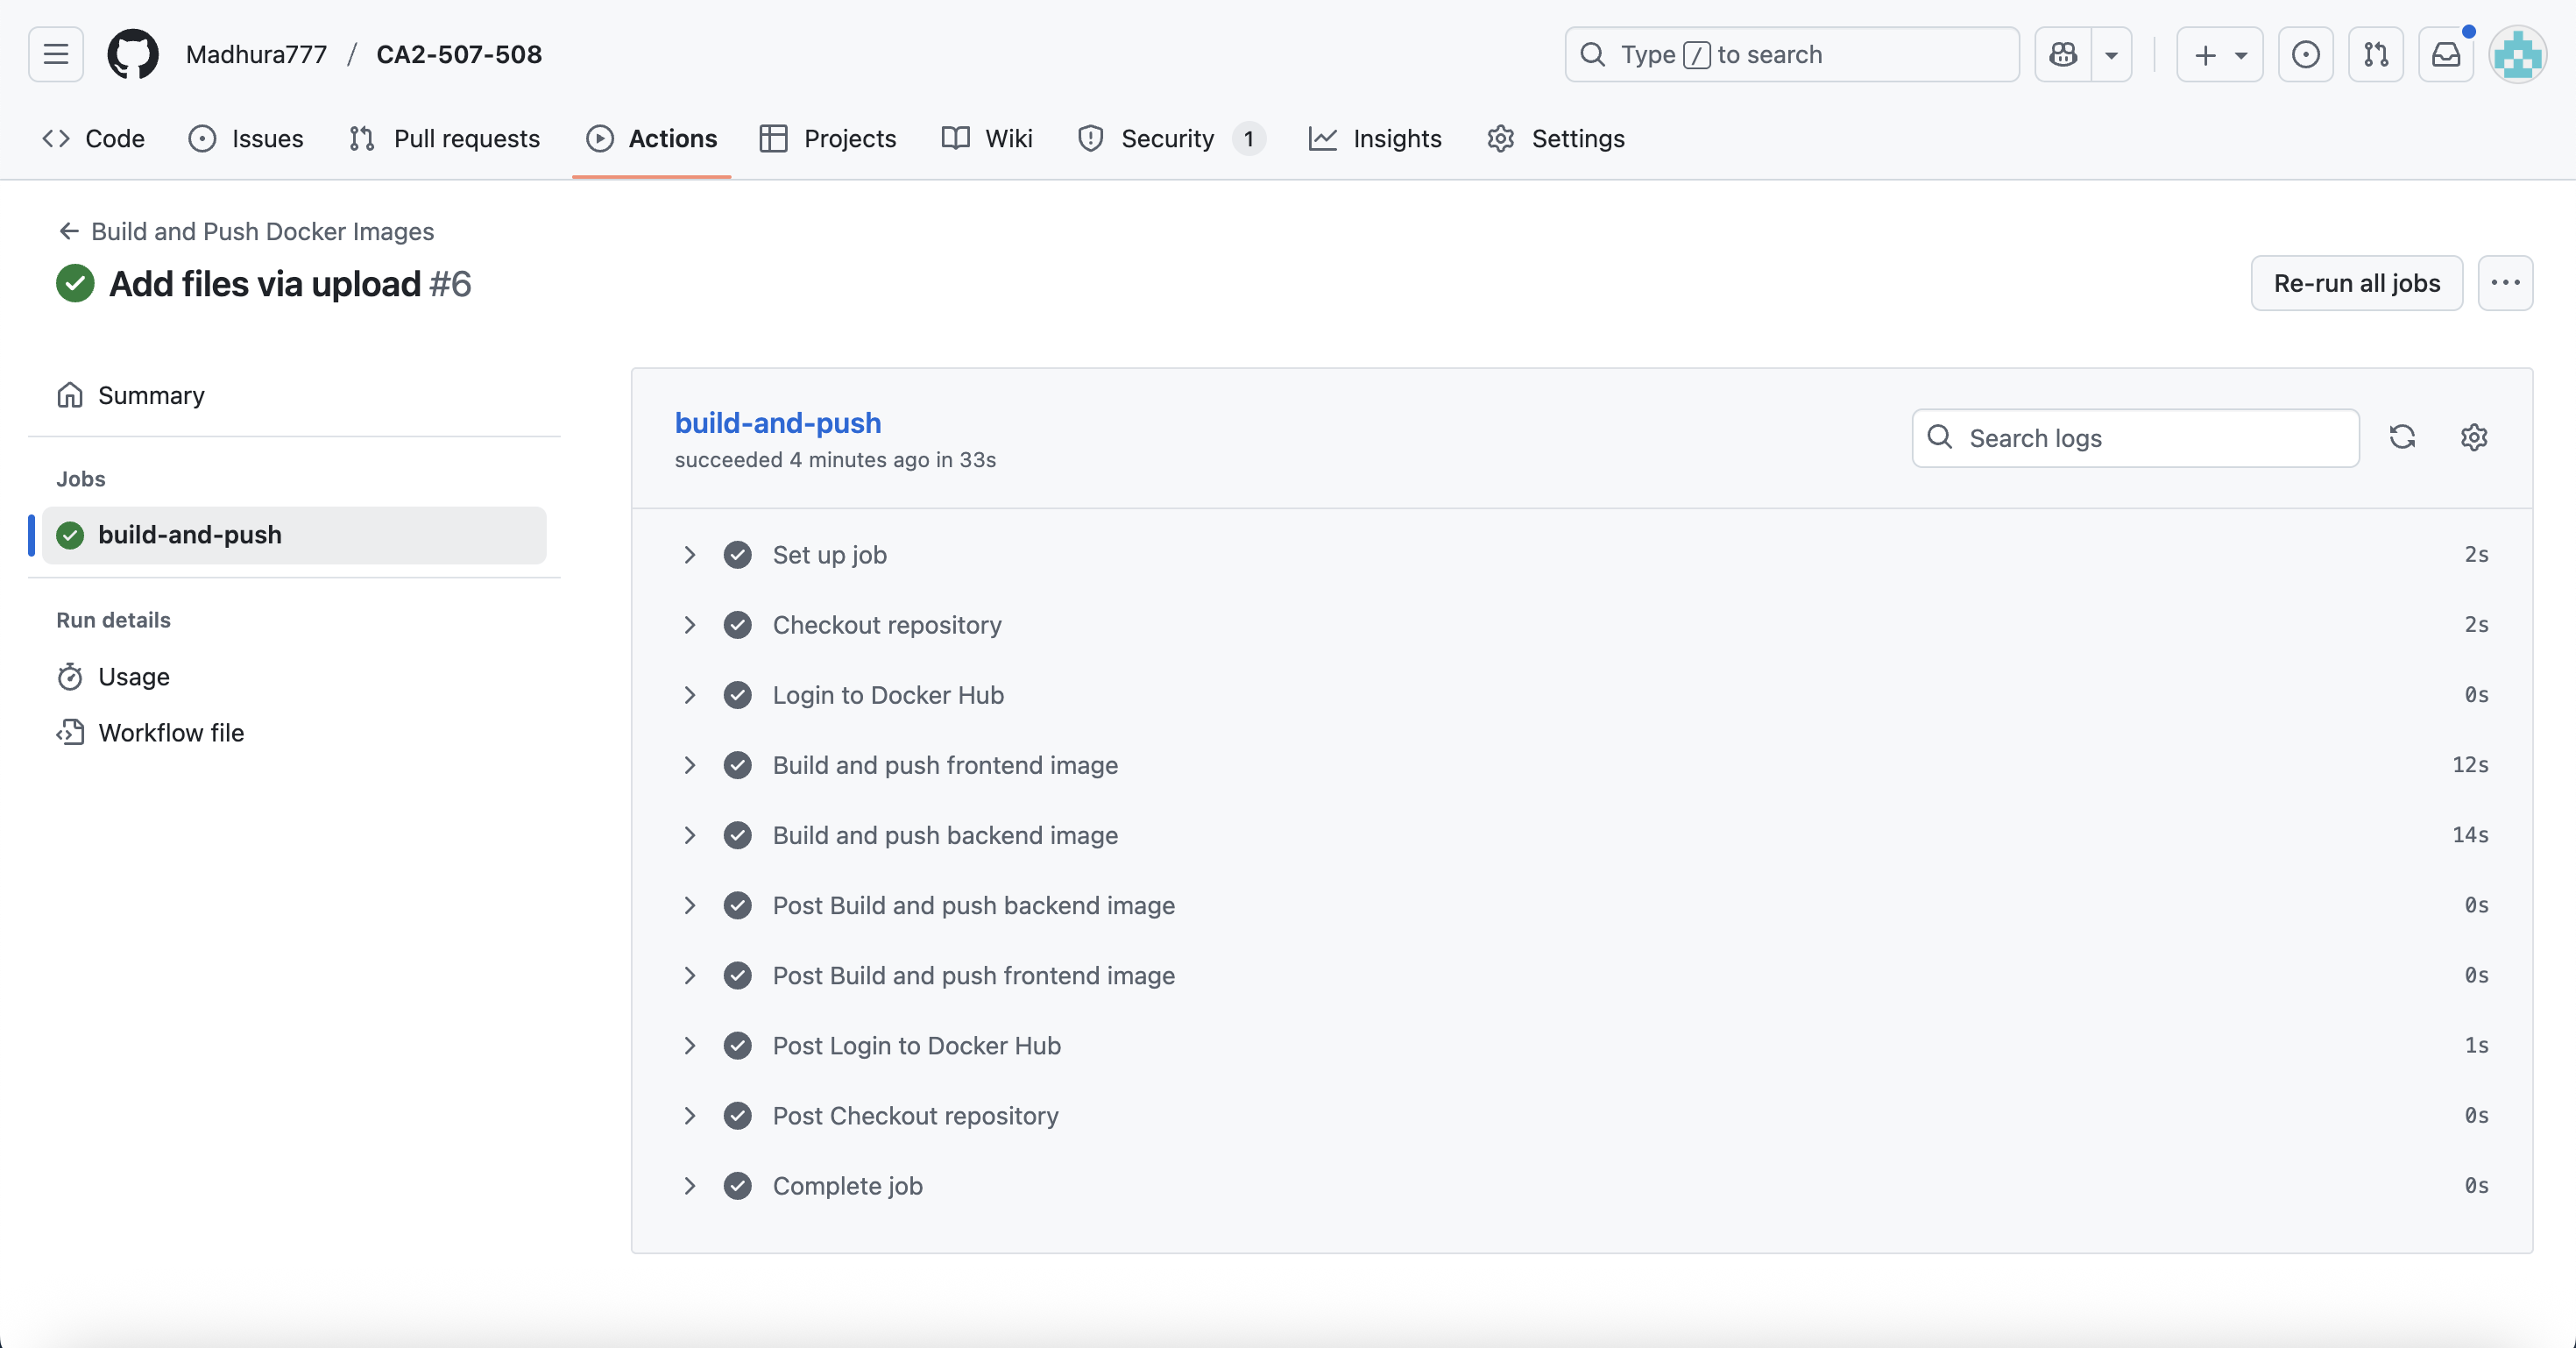 Madhura777 / CA2-507-508
Type / to search
Code Issues Pull requests Actions Projects Wiki Security 1 Insights Settings
Build and Push Docker Images
Add files via upload #6
Re-run all jobs
Summary
Jobs
build-and-push
Run details
Usage
Workflow file
build-and-push
succeeded 4 minutes ago in 33s
Search logs
Set up job 2s
Checkout repository 2s
Login to Docker Hub 0s
Build and push frontend image 12s
Build and push backend image 14s
Post Build and push backend image 0s
Post Build and push frontend image 0s
Post Login to Docker Hub 1s
Post Checkout repository 0s
Complete job 0s